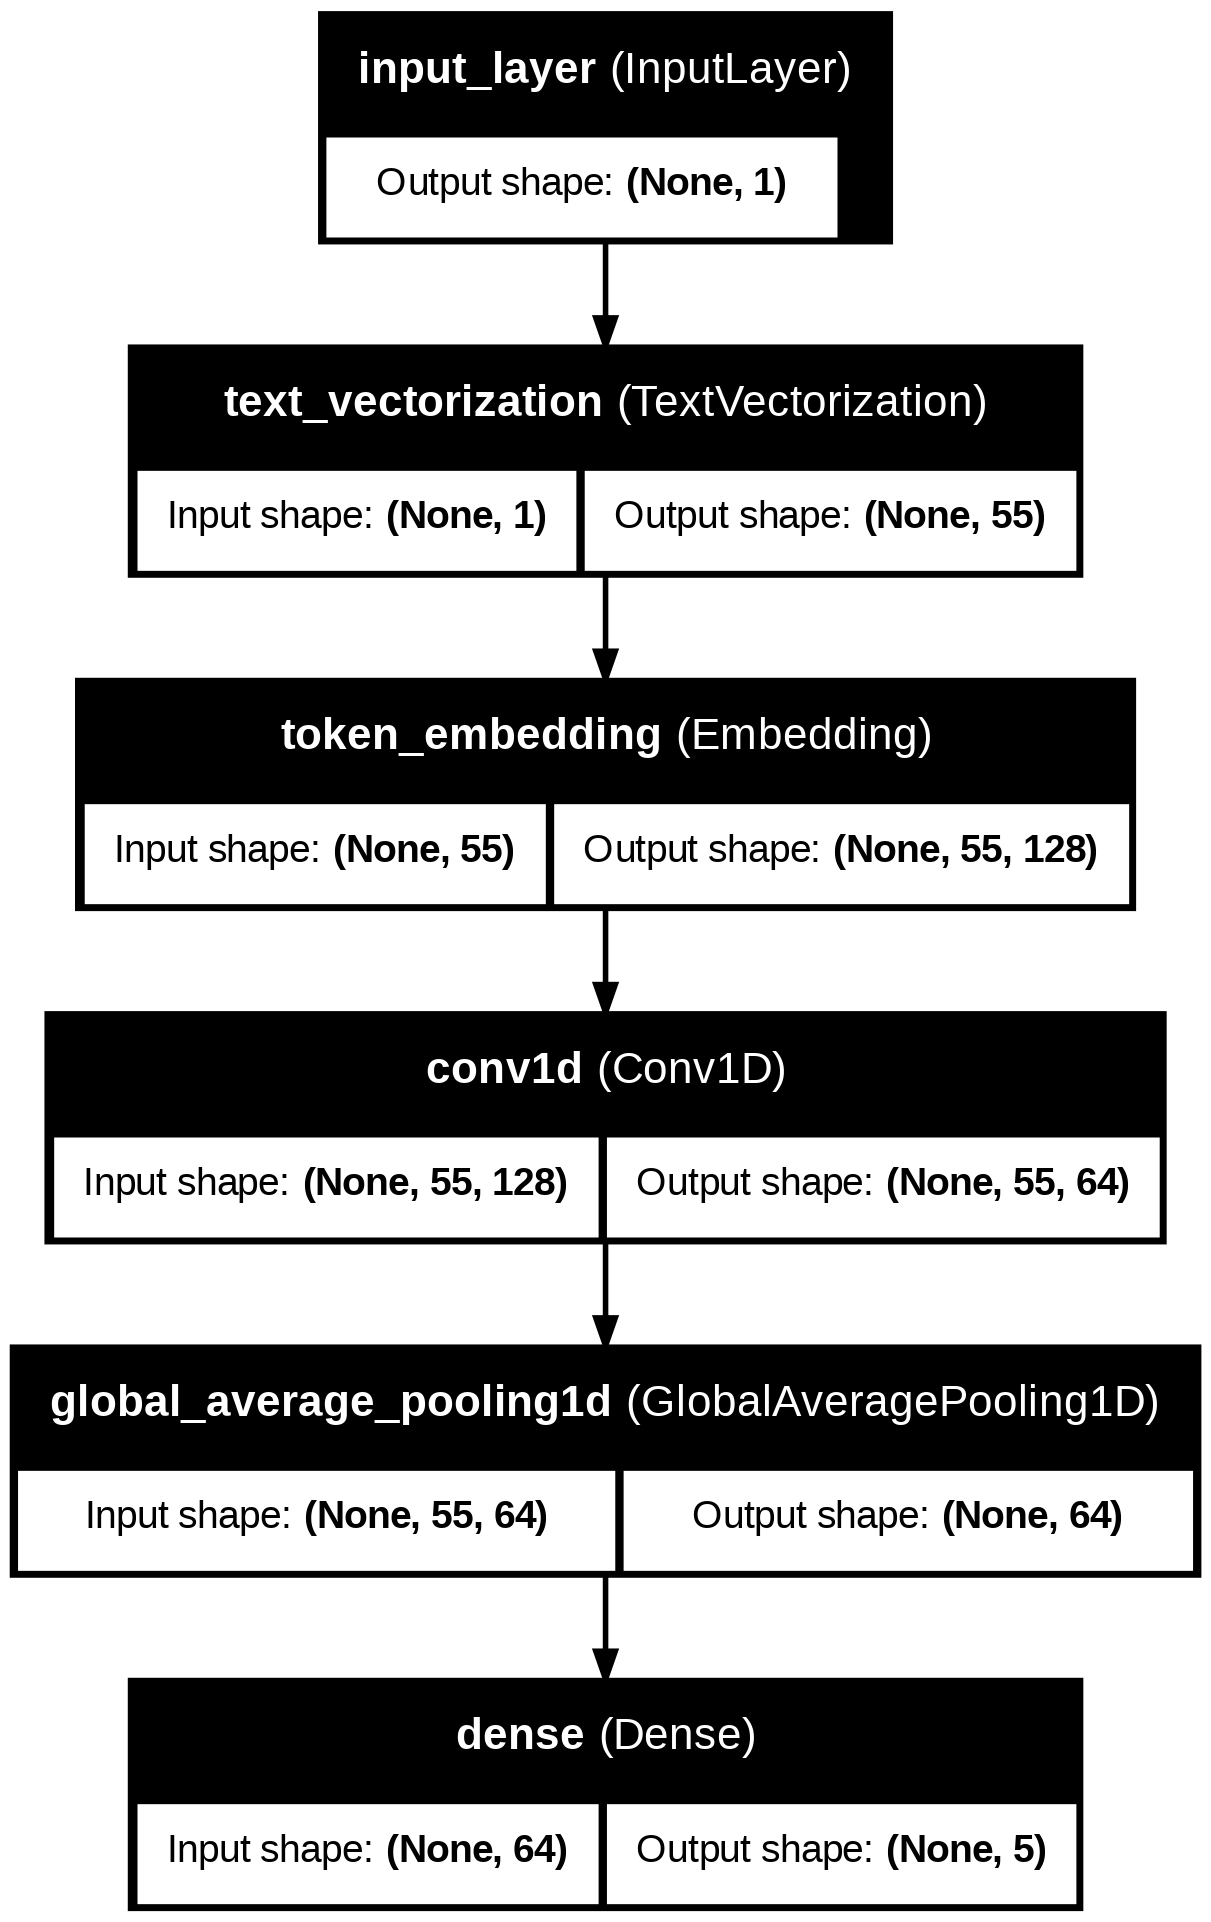 input_layer (InputLayer)
Output shape: (None, 1)
text_vectorization (TextVectorization)
Input shape: (None, 1) Output shape: (None, 55)
token_embedding (Embedding)
Input shape: (None, 55) Output shape: (None, 55, 128)
conv1d (Conv1D)
Input shape: (None, 55, 128) Output shape: (None, 55, 64)
global_average_pooling1d (GlobalAveragePooling1D)
Input shape: (None, 55, 64) Output shape: (None, 64)
dense (Dense)
Input shape: (None, 64) Output shape: (None, 5)